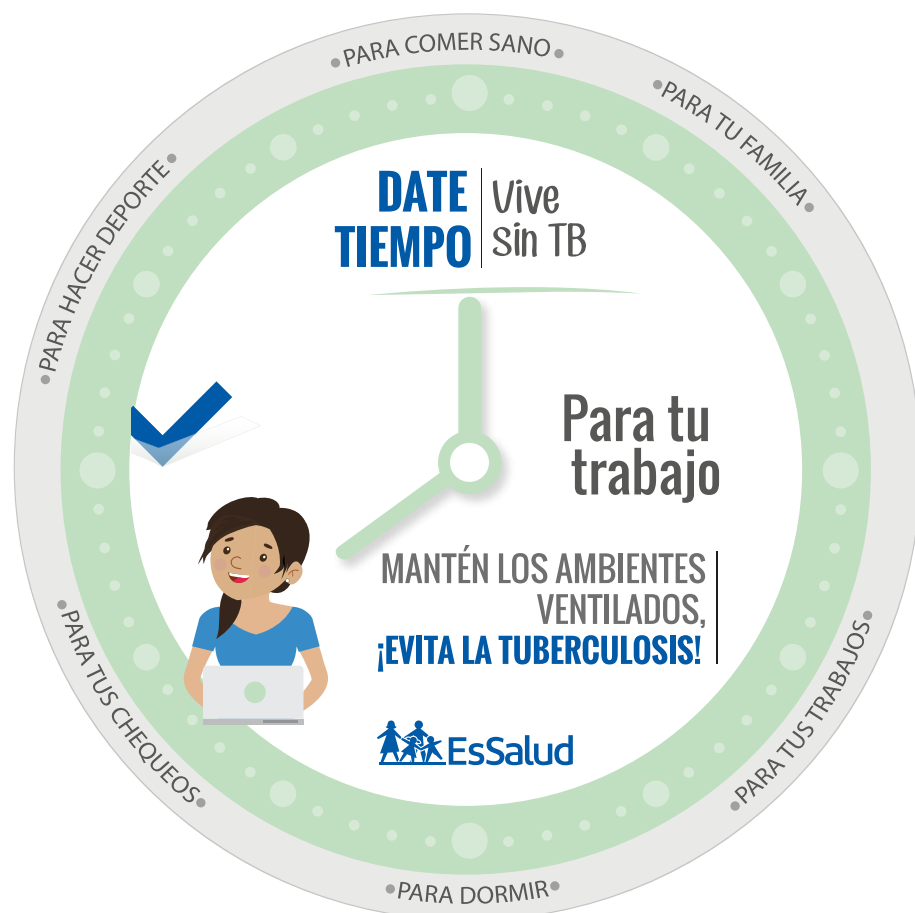 PARA COMER SANO
PARA TU FAMILIA
PARA HACER DEPORTE
DATE
TIEMPO
Vive
Sin TB
Para tu
trabajo
MANTÉN LOS AMBIENTES
VENTILADOS,
¡EVITA LA TUBERCULOSIS!
EsSalud
PARA TUS CHEQUEOS
PARA TUS TRABAJOS
PARA DORMIR